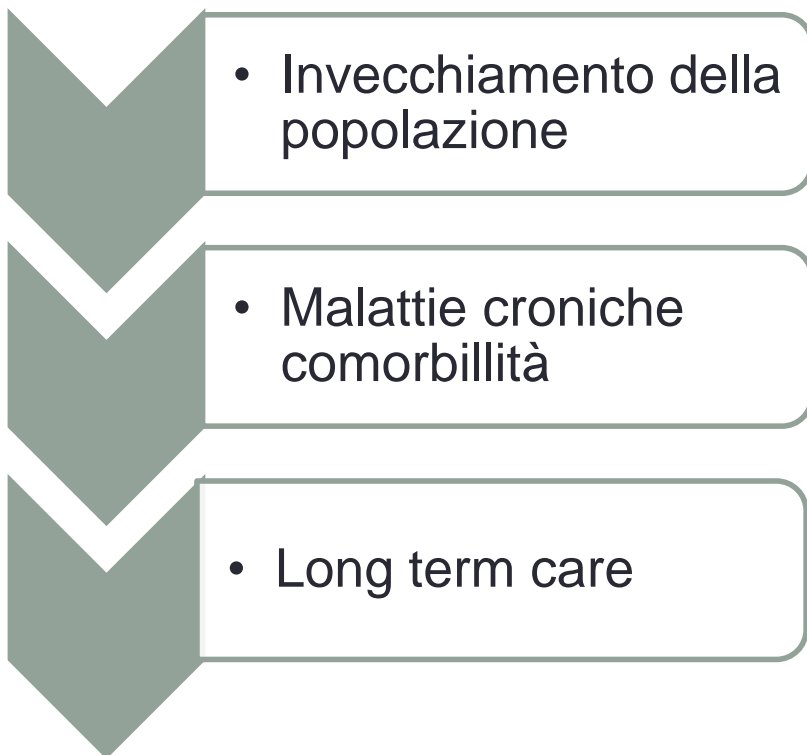 • Invecchiamento della
popolazione
• Malattie croniche
comorbillità
• Long term care